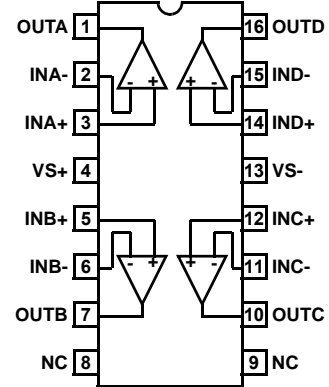 OUTA 1 16 OUTD
INA- 2 - + + - 15 IND-
INA+ 3 14 IND+
VS+ 4 13 VS-
INB+ 5 12 INC+
INB- 6 - + + - 11 INC-
OUTB 7 10 OUTC
NC 8 9 NC